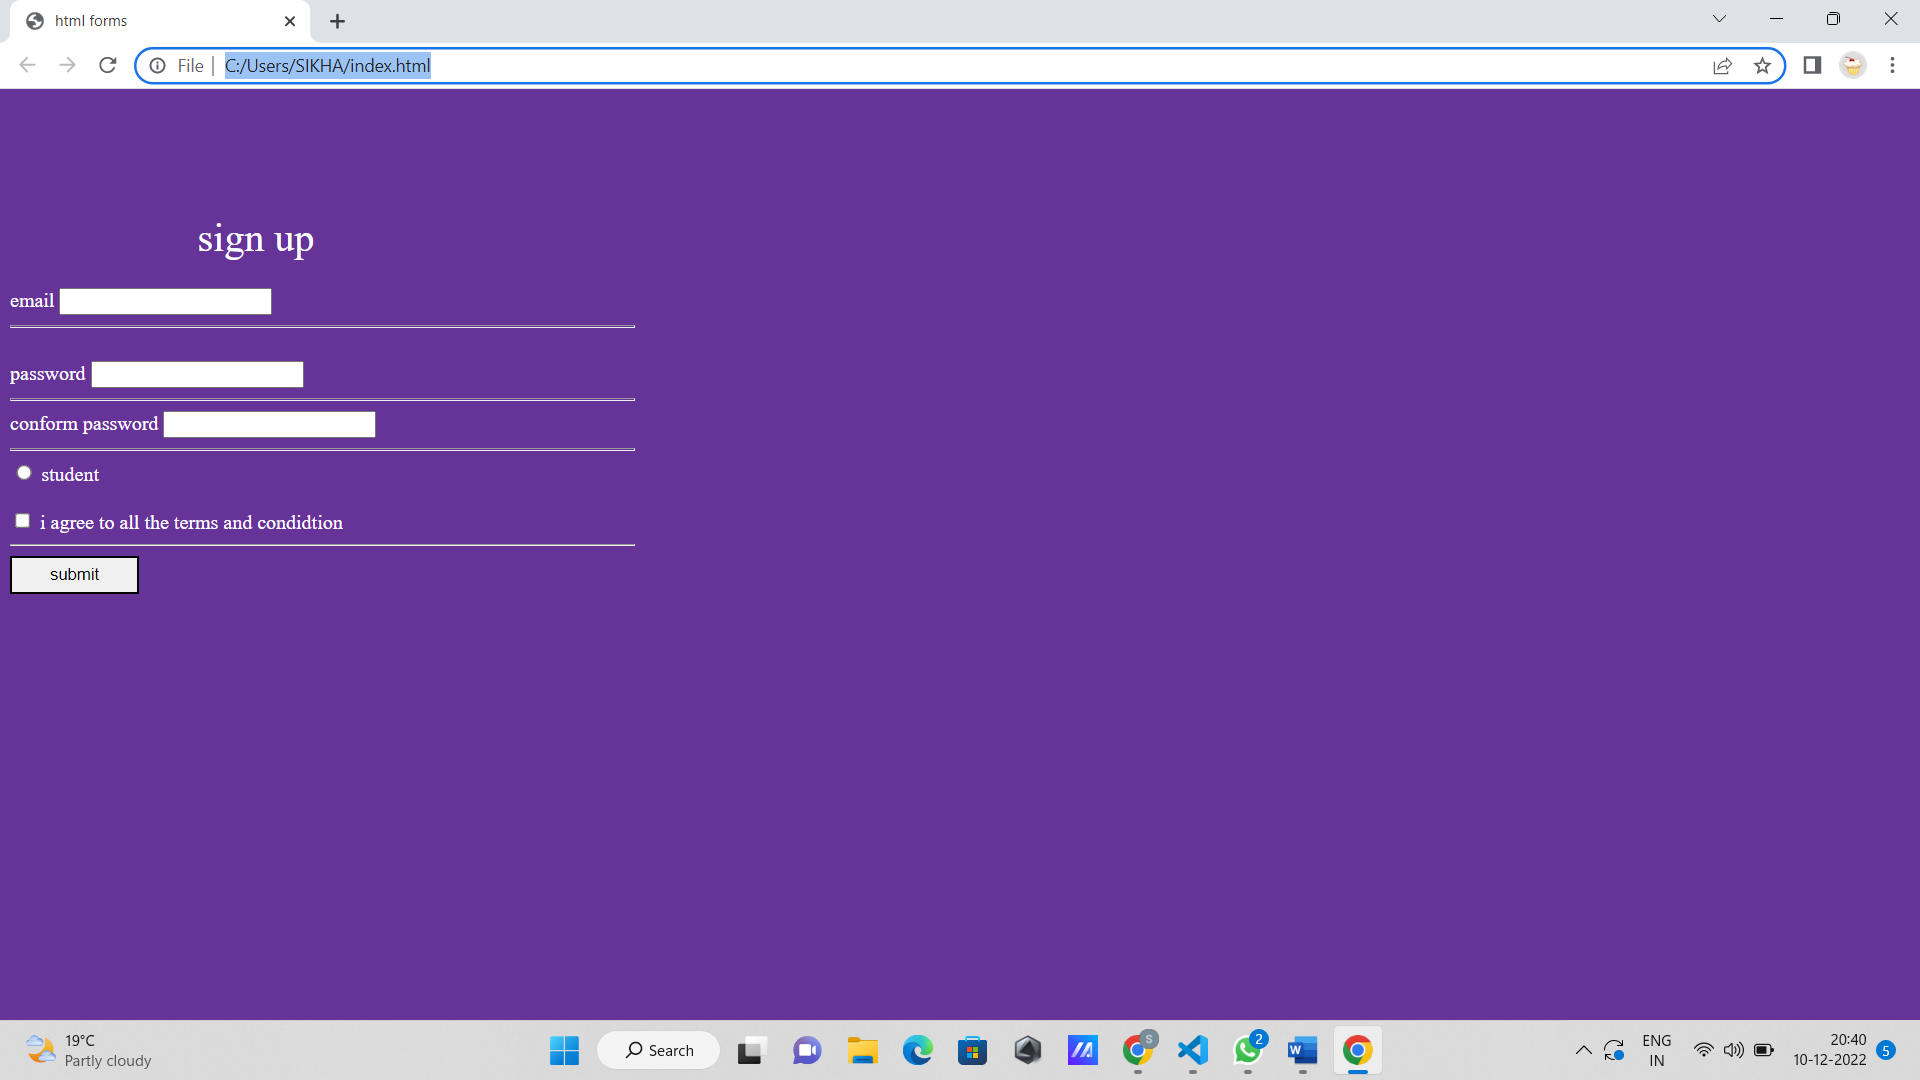 html forms
File
C:/Users/SIKHA/index.html
sign up
email
password
conform password
student
i agree to all the terms and condidtion
submit
19°C
Partly cloudy
Search
S
2
W
ENG
IN
20:40
10-12-2022
5